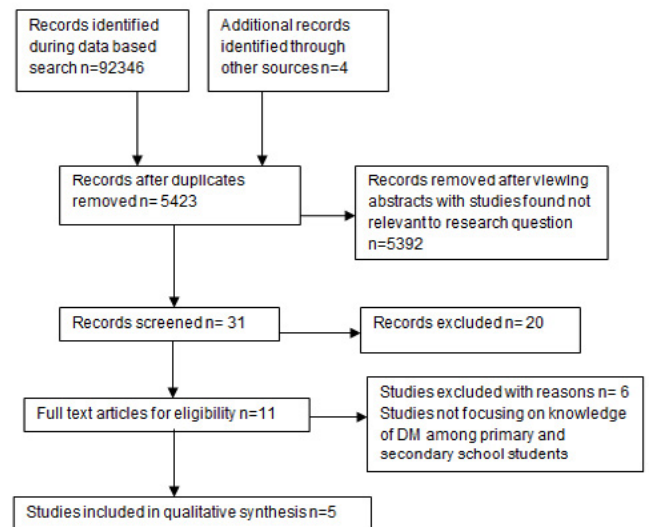 Records identified
during data based
search n=92346
Additional records
identified through
other sources n=4
Records after duplicates
removed n= 5423
Records removed after viewing
abstracts with studies found not
relevant to research question
n=5392
Records screened n= 31
Records excluded n= 20
Full text articles for eligibility n=11
Studies excluded with reasons n= 6
Studies not focusing on knowledge
of DM among primary and
secondary school students
Studies included in qualitative synthesis n=5